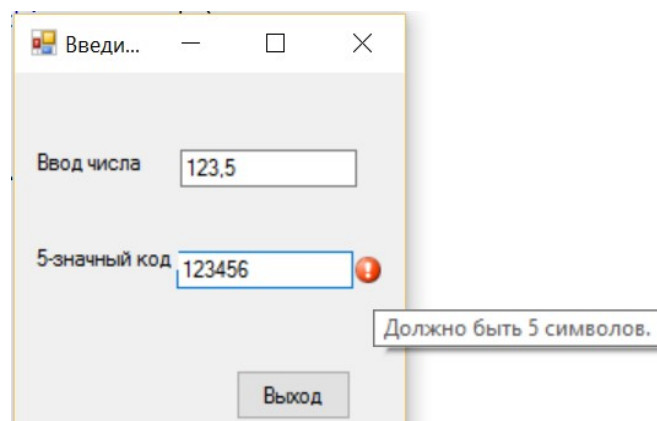 Введи...
Ввод числа 123,5
5-значный код 123456
Должно быть 5 символов.
Выход